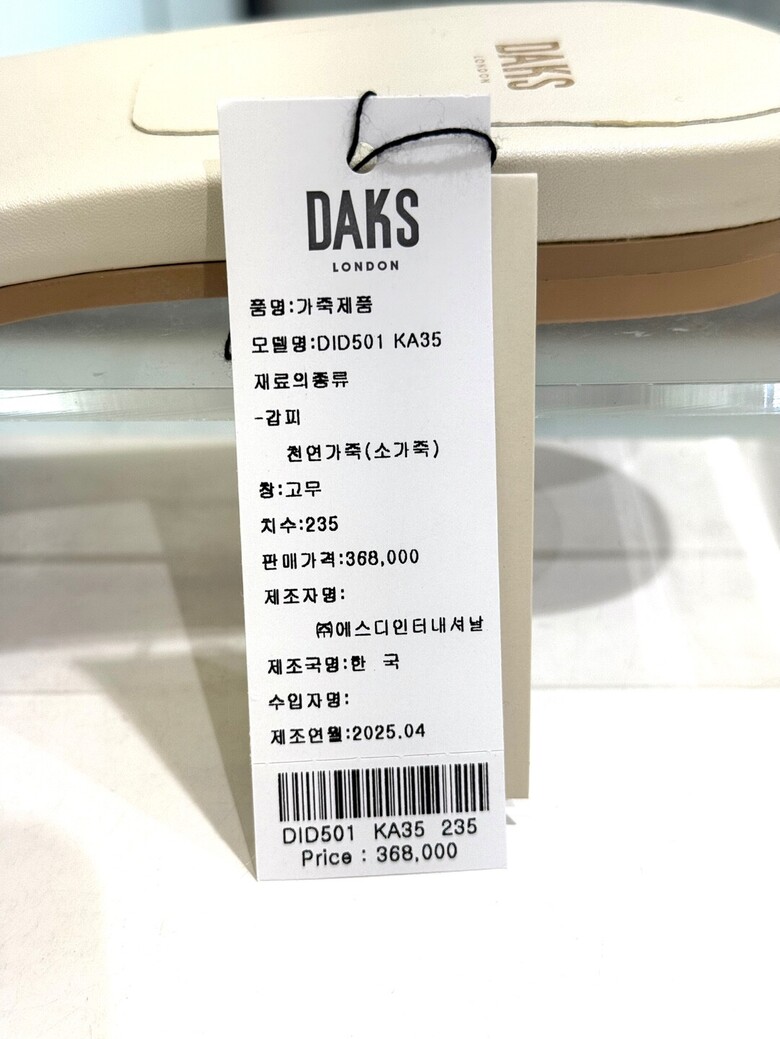 DAKS
LONDON
DAKS
LONDON
품명:가죽제품
모델명:DID501 KA35
재료의종류
-갑피
천연가죽(소가죽)
창:고무
치수:235
판매가격:368,000
제조자명:
㈜에스디인터내셔날
제조국명:한 국
수입자명:
제조연월:2025.04
DID501 KA35 235
Price : 368,000